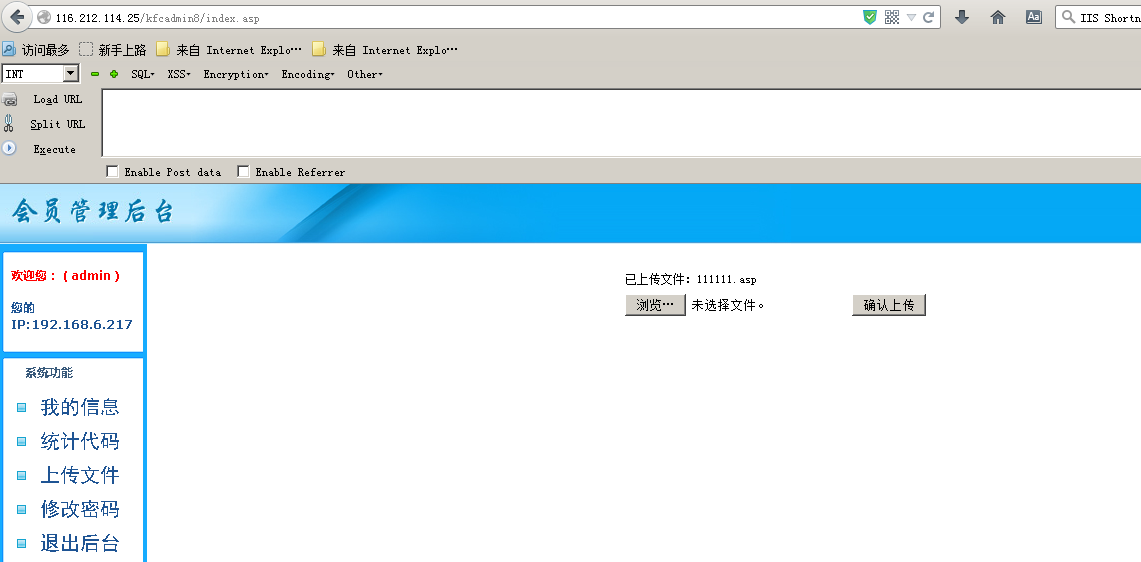 116.212.114.25/kfcadmin8/index.asp
IIS Shortn
访问最多 新手上路 来自 Internet Explo… 来自 Internet Explo…
INT SQL▾ XSS▾ Encryption▾ Encoding▾ Other▾
Load URL
Split URL
Execute
Enable Post data Enable Referrer
会员管理后台
欢迎您：（admin）
您的
IP:192.168.6.217
已上传文件：111111.asp
浏览… 未选择文件。 确认上传
系统功能
我的信息
统计代码
上传文件
修改密码
退出后台